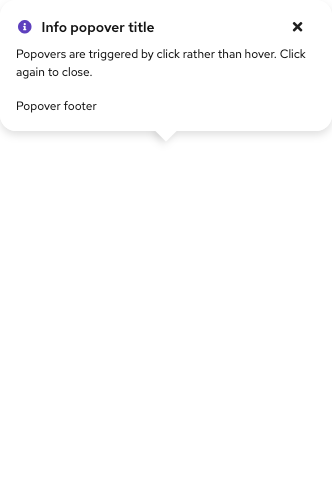 Info popover title
Popovers are triggered by click rather than hover. Click
again to close.
Popover footer